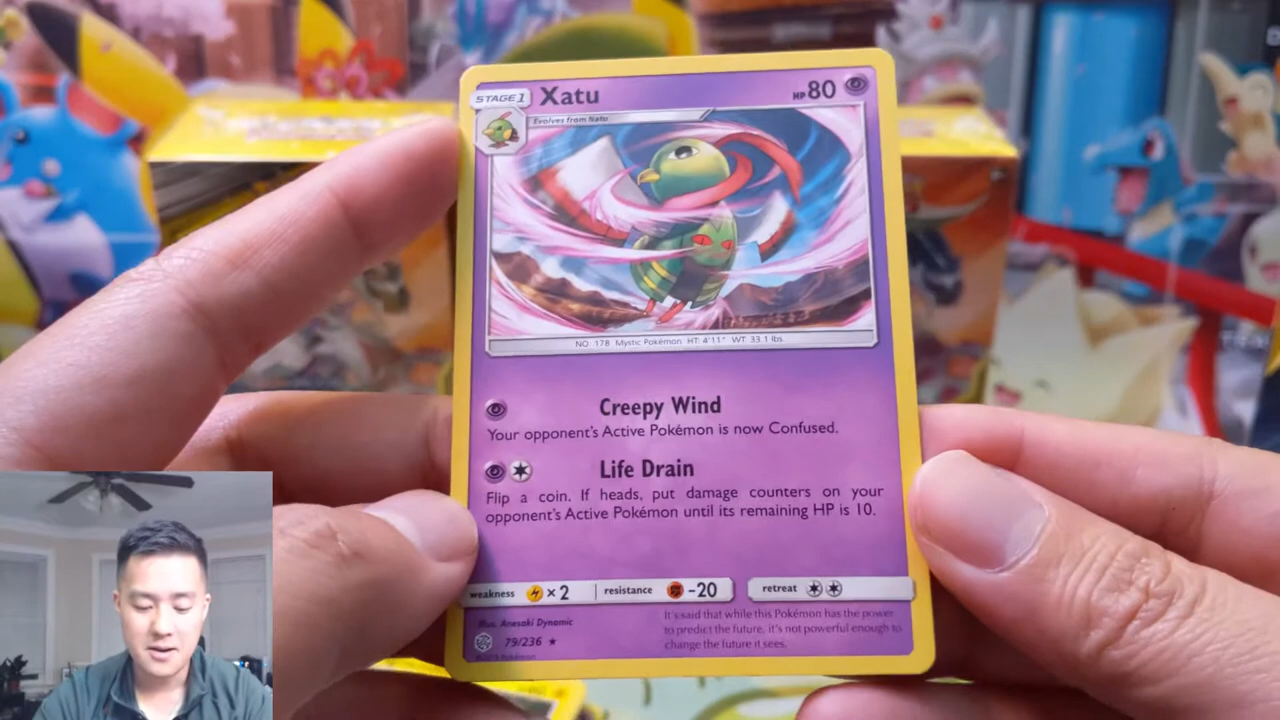 STAGE 1 Xatu HP 80
Evolves from Natu
NO: 178 Mystic Pokémon HT: 4'11" WT: 33.1 lbs
Creepy Wind
Your opponent's Active Pokémon is now Confused.
Life Drain
Flip a coin. If heads, put damage counters on your
opponent's Active Pokémon until its remaining HP is 10.
weakness × 2 resistance -20 retreat
Illus. Anesaki Dynamic
79/236 ★
It's said that while this Pokémon has the power
to predict the future, it's not powerful enough to
change the future it sees.